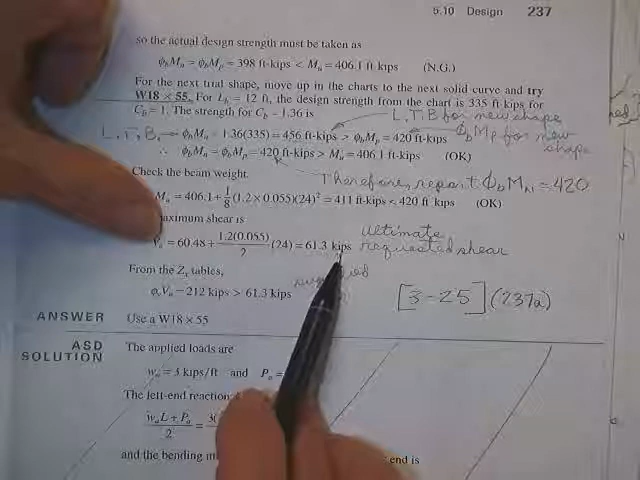 5.10 Design 237
so the actual design strength must be taken as
ϕbMn = ϕbMp = 398 ft-kips < Mu = 406.1 ft-kips (N.G.)
For the next trial shape, move up in the charts to the next solid curve and try
W18 × 55. For Lb = 12 ft, the design strength from the chart is 335 ft-kips for
Cb = 1. The strength for Cb = 1.36 is
L.T.B for new shape
L.T.B. → ϕbMn = 1.36(335) = 456 ft-kips > ϕbMp = 420 ft-kips ϕbMp for new shape
∴ ϕbMn = ϕbMp = 420 ft-kips > Mu = 406.1 ft-kips (OK)
Check the beam weight.
Therefore, report ϕbMN = 420
Mu = 406.1 + 1/8 (1.2 × 0.055)(24)² = 411 ft-kips < 420 ft-kips (OK)
maximum shear is
Vu = 60.48 + 1.2(0.055)/2 (24) = 61.3 kips
ultimate
requested shear
From the Zx tables,
ϕvVn = 212 kips > 61.3 kips
[3-25] (237a)
ANSWER Use a W18 × 55
ASD
SOLUTION
The applied loads are
wa = 3 kips/ft and Pa =
The left-end reaction
waL + Pa / 2 = 3(
and the bending end is